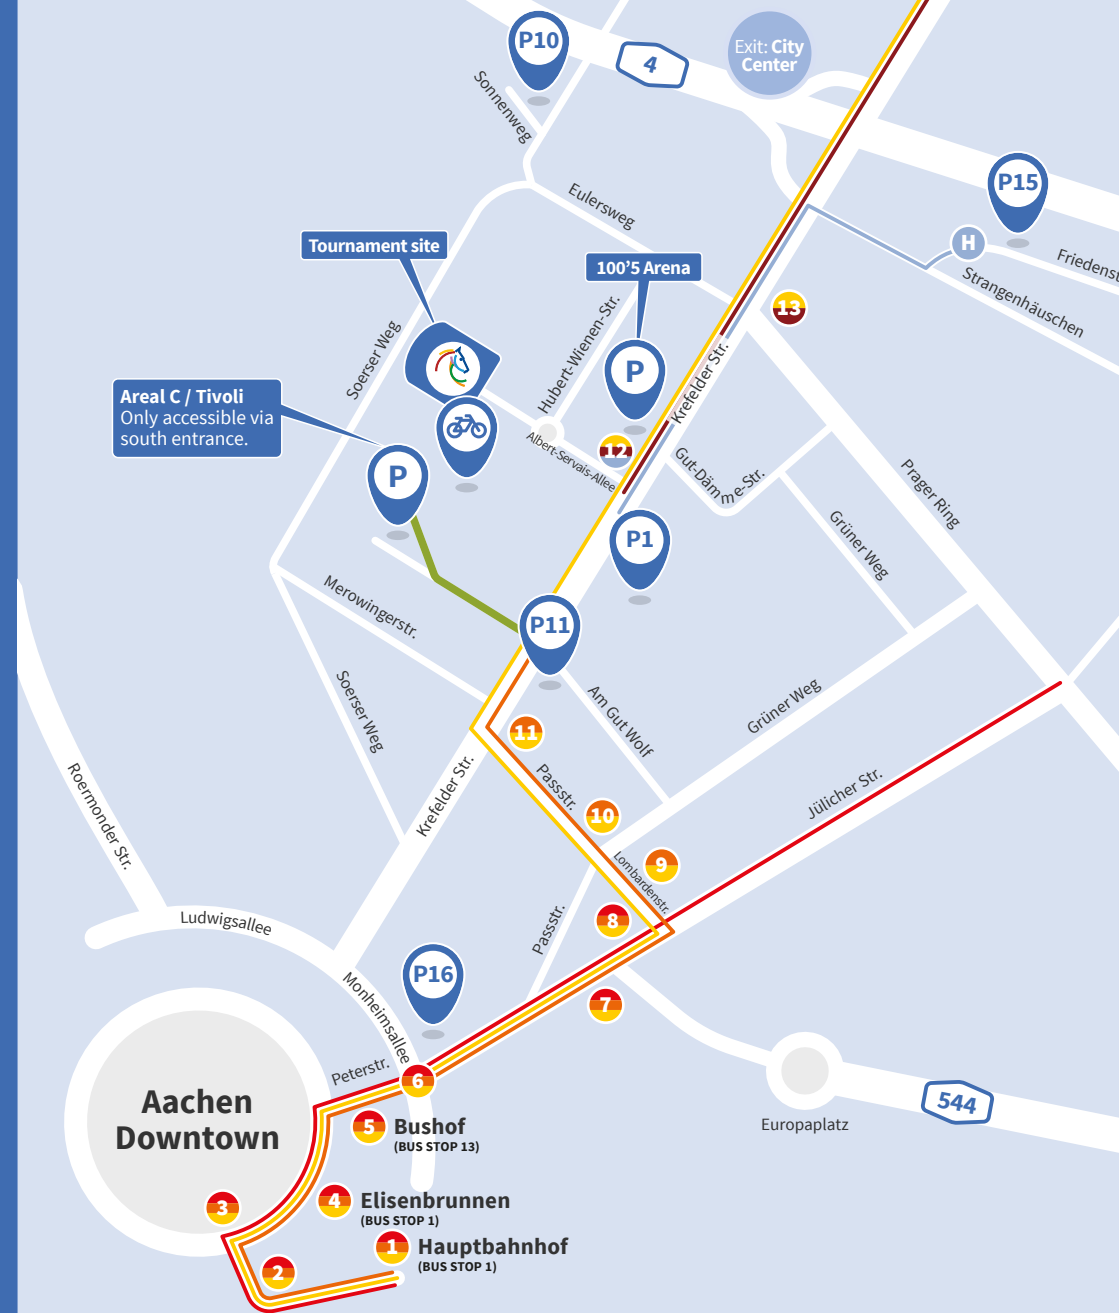 P10
4
Exit: City
Center
Sonnenweg
P15
Eulersweg
H
Friedenst
Strangenhäuschen
Tournament site
100'5 Arena
13
Soerser Weg
Hubert-Wienen-Str.
P
Krefelder Str.
Areal C / Tivoli
Only accessible via
south entrance.
Albert-Servais-Allee
12
Gut-Dämme-Str.
Prager Ring
P
P1
Grüner Weg
Merowingerstr.
P11
Soerser Weg
Am Gut Wolf
Grüner Weg
11
Passstr.
Krefelder Str.
Jülicher Str.
Roermonder Str.
10
Lombardenstr.
9
8
Ludwigsallee
Passstr.
P16
Monheimsallee
7
Peterstr.
6
544
Europaplatz
Aachen
Downtown
5
Bushof
(BUS STOP 13)
3
4
Elisenbrunnen
(BUS STOP 1)
1
Hauptbahnhof
(BUS STOP 1)
2